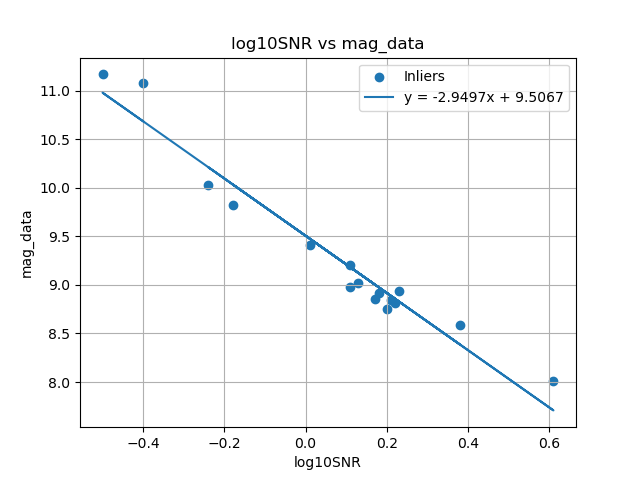 log10SNR vs mag_data
Inliers
y = -2.9497x + 9.5067
11.0
10.5
10.0
9.5
9.0
8.5
8.0
mag_data
−0.4
−0.2
0.0
0.2
0.4
0.6
log10SNR